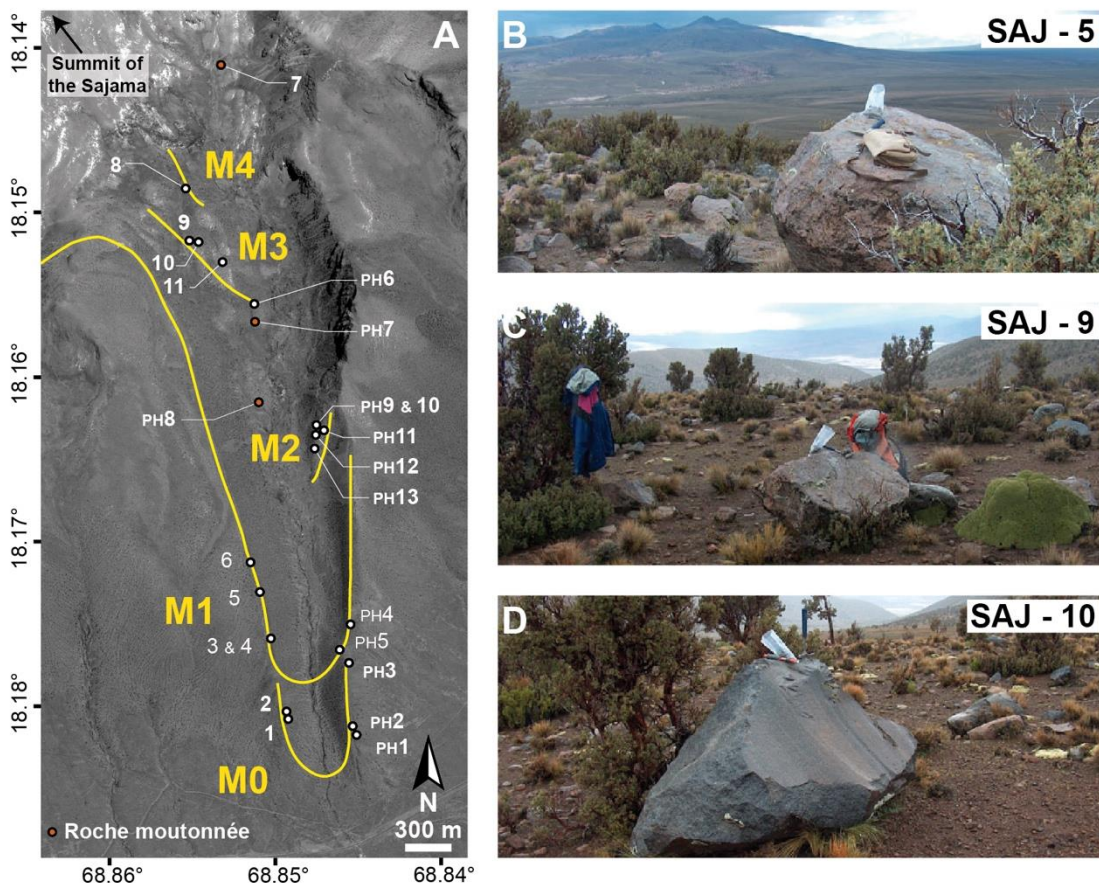 A
Summit of
the Sajama
7
M4
8
9
M3
10
11
PH6
PH7
PH8
PH9 & 10
M2
PH11
PH12
PH13
6
5
M1
PH4
3 & 4
PH5
PH3
2
PH2
1
PH1
M0
N
300 m
Roche moutonnée
18.14°
18.15°
18.16°
18.17°
18.18°
68.86°
68.85°
68.84°
B
SAJ - 5
C
SAJ - 9
D
SAJ - 10